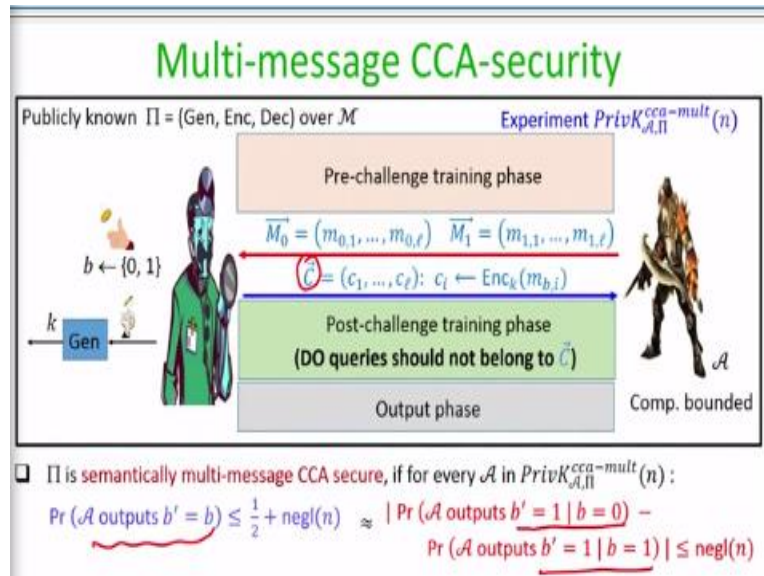 Multi-message CCA-security
Publicly known Π = (Gen, Enc, Dec) over ℳ
Experiment PrivK^{cca−mult}_{𝒜,Π}(n)
Pre-challenge training phase
M⃗₀ = (m₀,₁, …, m₀,ℓ) M⃗₁ = (m₁,₁, …, m₁,ℓ)
b ← {0, 1}
C⃗ = (c₁, …, c_ℓ): cᵢ ← Encₖ(m_{b,i})
k
Gen
Post-challenge training phase
(DO queries should not belong to C⃗)
𝒜
Output phase
Comp. bounded
❑ Π is semantically multi-message CCA secure, if for every 𝒜 in PrivK^{cca−mult}_{𝒜,Π}(n) :
Pr (𝒜 outputs b′ = b) ≤ 1/2 + negl(n) ≈ | Pr (𝒜 outputs b′ = 1 | b = 0) −
Pr (𝒜 outputs b′ = 1 | b = 1) | ≤ negl(n)